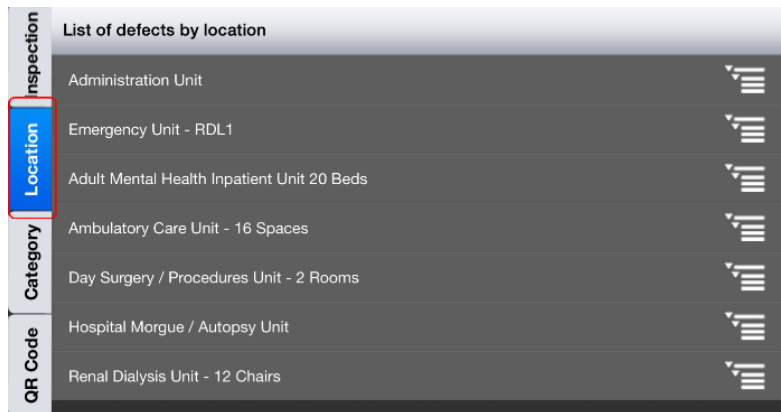 List of defects by location
Inspection
Location
Category
QR Code
Administration Unit
Emergency Unit - RDL1
Adult Mental Health Inpatient Unit 20 Beds
Ambulatory Care Unit - 16 Spaces
Day Surgery / Procedures Unit - 2 Rooms
Hospital Morgue / Autopsy Unit
Renal Dialysis Unit - 12 Chairs